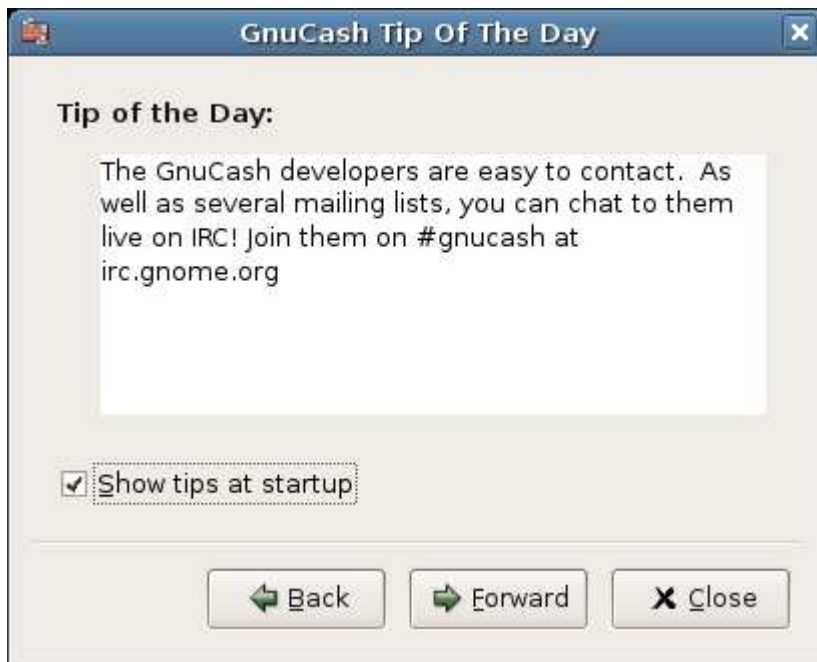 GnuCash Tip Of The Day
Tip of the Day:
The GnuCash developers are easy to contact.  As
well as several mailing lists, you can chat to them
live on IRC! Join them on #gnucash at
irc.gnome.org
Show tips at startup
Back
Forward
Close